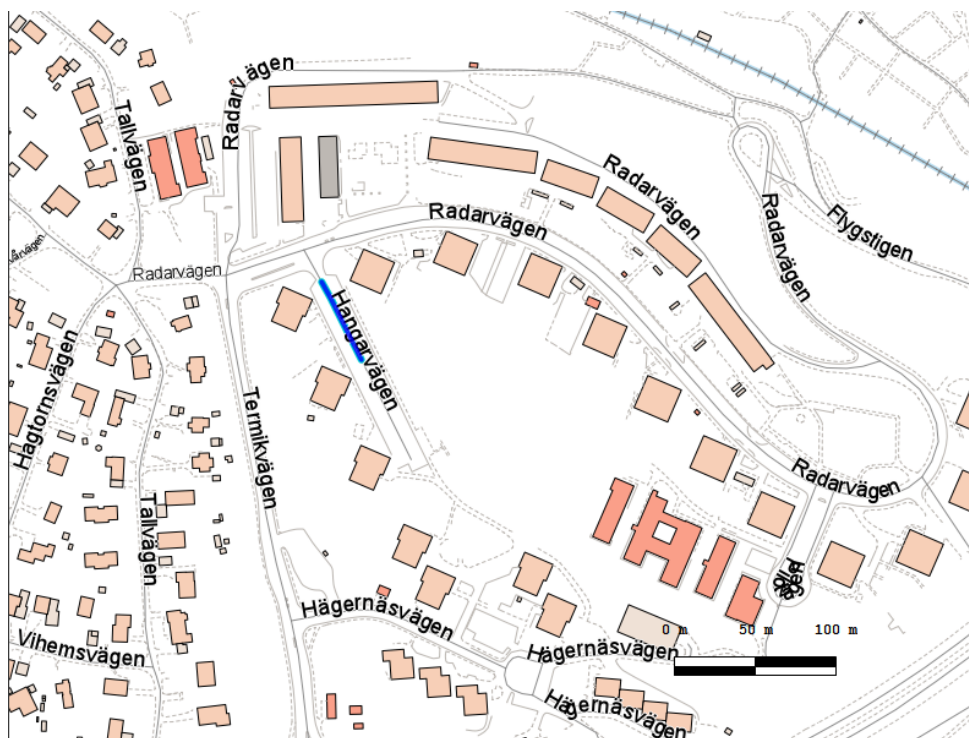 Radarvägen
Tallvägen
Radarvägen
Radarvägen
Radarvägen
Flygstigen
Radarvägen
Hangarvägen
Hagtornsvägen
Termikvägen
Tallvägen
Radarvägen
Hägernäsvägen
Vihemsvägen
Hägernäsvägen
Hägernäsvägen
0 m 50 m 100 m